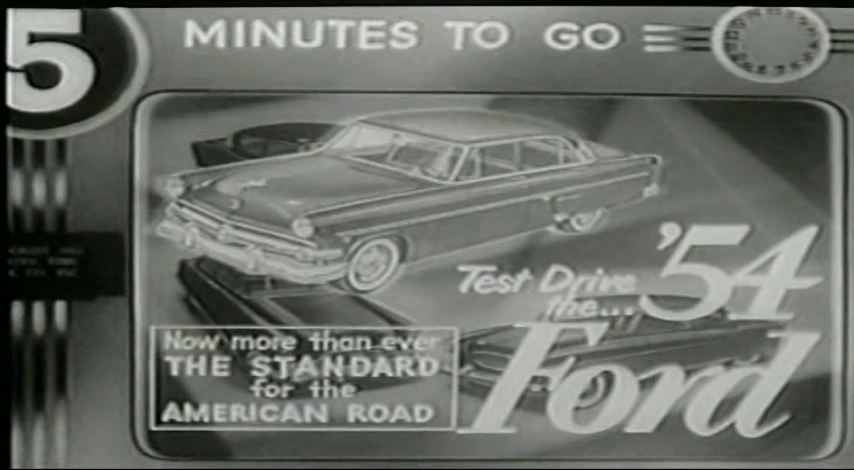 5 MINUTES TO GO
Test Drive
the... '54
Ford
Now more than ever
THE STANDARD
for the
AMERICAN ROAD